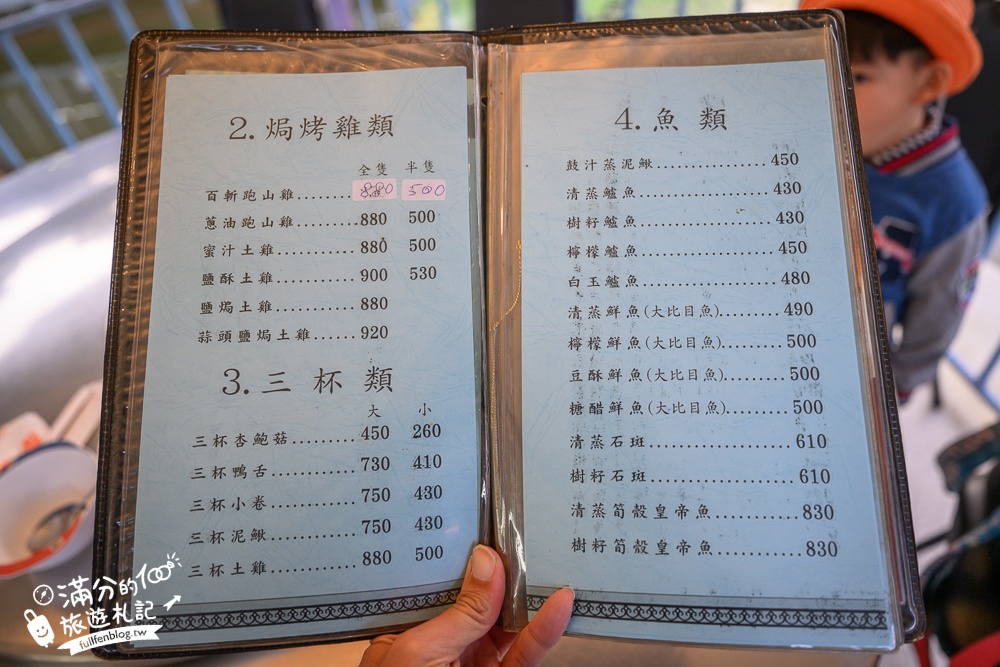 2. 焗烤雞類
全隻 半隻
百斬跑山雞........ 880 500
蔥油跑山雞........ 880 500
蜜汁土雞............ 880 500
鹽酥土雞............ 900 530
鹽焗土雞............ 880
蒜頭鹽焗土雞...... 920
3. 三杯類
大 小
三杯杏鮑菇......... 450 260
三杯鴨舌............ 730 410
三杯小卷............ 750 430
三杯泥鰍............ 750 430
三杯土雞............ 880 500
4. 魚類
鼓汁蒸泥鰍................. 450
清蒸鱸魚.................... 430
樹籽鱸魚.................... 430
檸檬鱸魚.................... 450
白玉鱸魚.................... 480
清蒸鮮魚(大比目魚)......... 490
檸檬鮮魚(大比目魚)......... 500
豆酥鮮魚(大比目魚)......... 500
糖醋鮮魚(大比目魚)......... 500
清蒸石斑...................... 610
樹籽石斑...................... 610
清蒸筍殼皇帝魚............. 830
樹籽筍殼皇帝魚............. 830
滿分的
旅遊札記
fullfenblog.tw